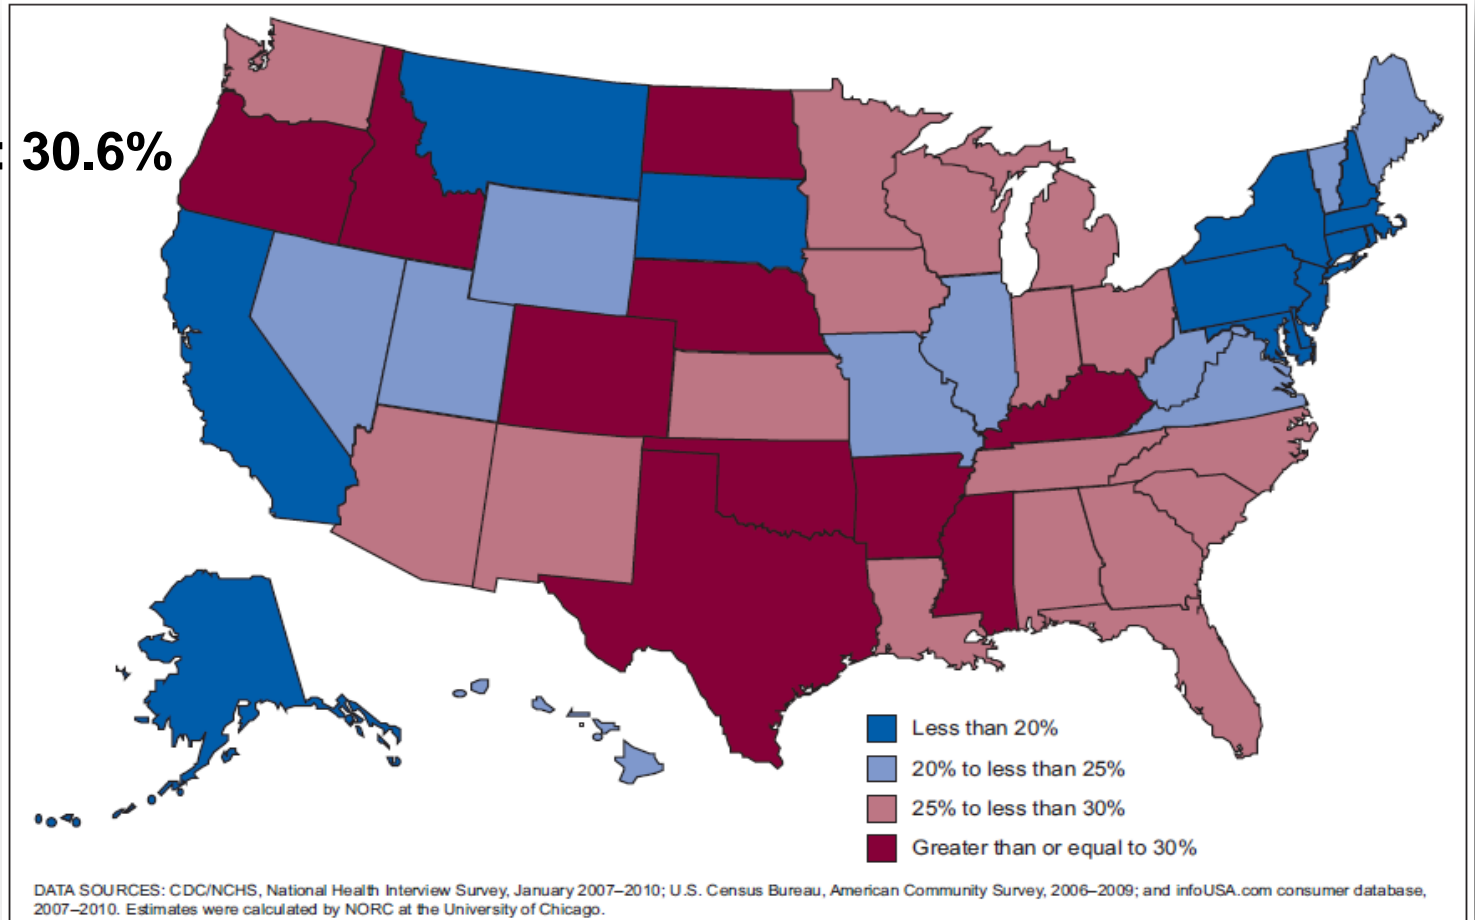 : 30.6%
Less than 20%
20% to less than 25%
25% to less than 30%
Greater than or equal to 30%
DATA SOURCES: CDC/NCHS, National Health Interview Survey, January 2007–2010; U.S. Census Bureau, American Community Survey, 2006–2009; and infoUSA.com consumer database,
2007–2010. Estimates were calculated by NORC at the University of Chicago.